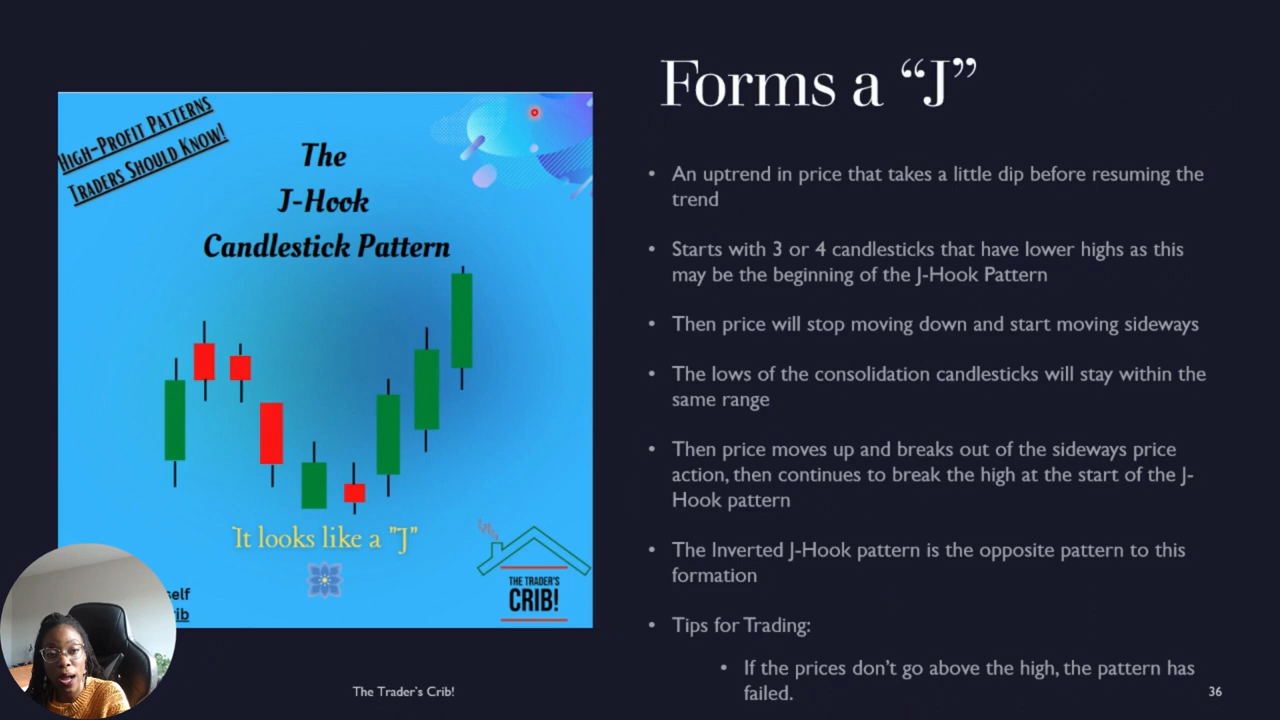 HIGH-PROFIT PATTERNS
TRADERS SHOULD KNOW!
The
J-Hook
Candlestick Pattern
It looks like a "J"
self
rib
THE TRADER'S
CRIB!
Forms a “J”
• An uptrend in price that takes a little dip before resuming the
trend
• Starts with 3 or 4 candlesticks that have lower highs as this
may be the beginning of the J-Hook Pattern
• Then price will stop moving down and start moving sideways
• The lows of the consolidation candlesticks will stay within the
same range
• Then price moves up and breaks out of the sideways price
action, then continues to break the high at the start of the J-
Hook pattern
• The Inverted J-Hook pattern is the opposite pattern to this
formation
• Tips for Trading:
• If the prices don’t go above the high, the pattern has
failed.
The Trader’s Crib!
36